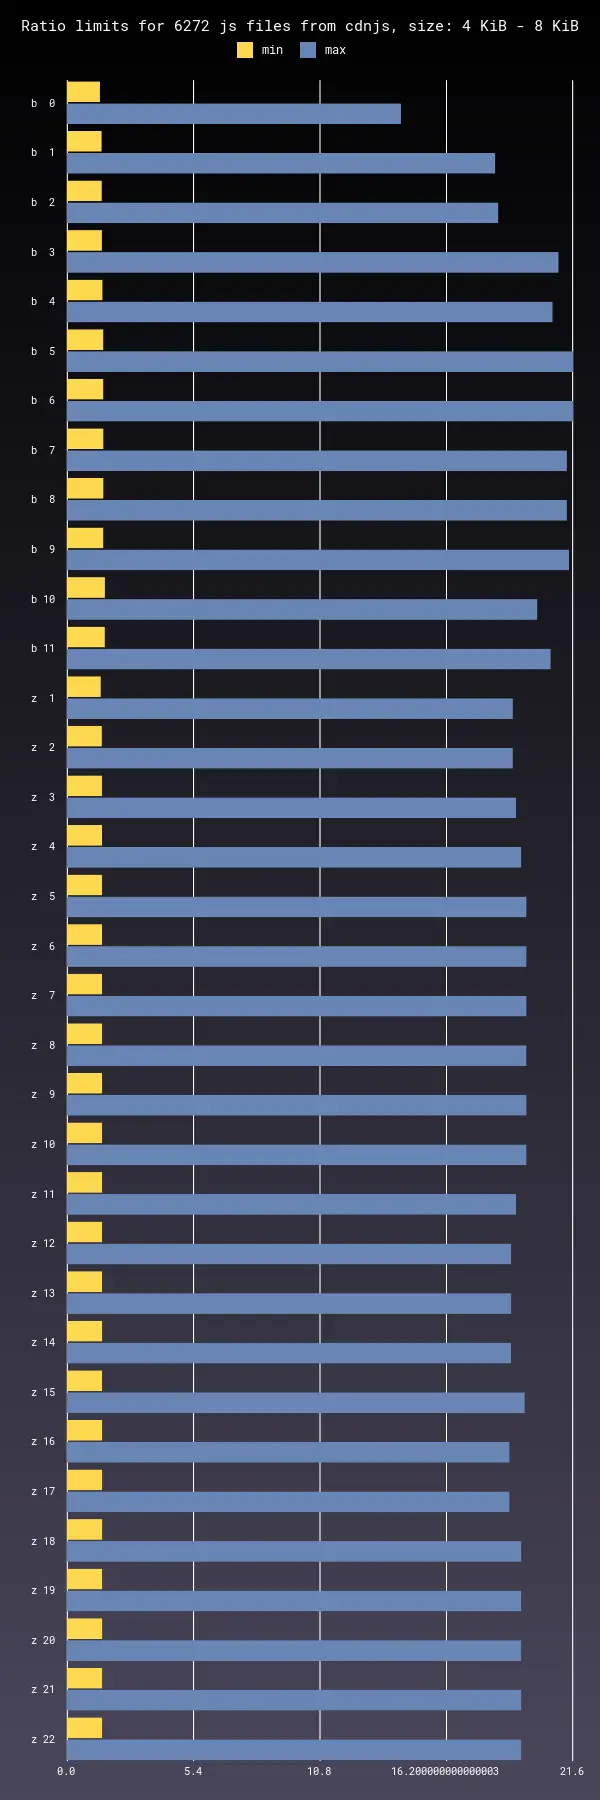 Ratio limits for 6272 js files from cdnjs, size: 4 KiB - 8 KiB
min max
b 0
b 1
b 2
b 3
b 4
b 5
b 6
b 7
b 8
b 9
b 10
b 11
z 1
z 2
z 3
z 4
z 5
z 6
z 7
z 8
z 9
z 10
z 11
z 12
z 13
z 14
z 15
z 16
z 17
z 18
z 19
z 20
z 21
z 22
0.0 5.4 10.8 16.200000000000003 21.6